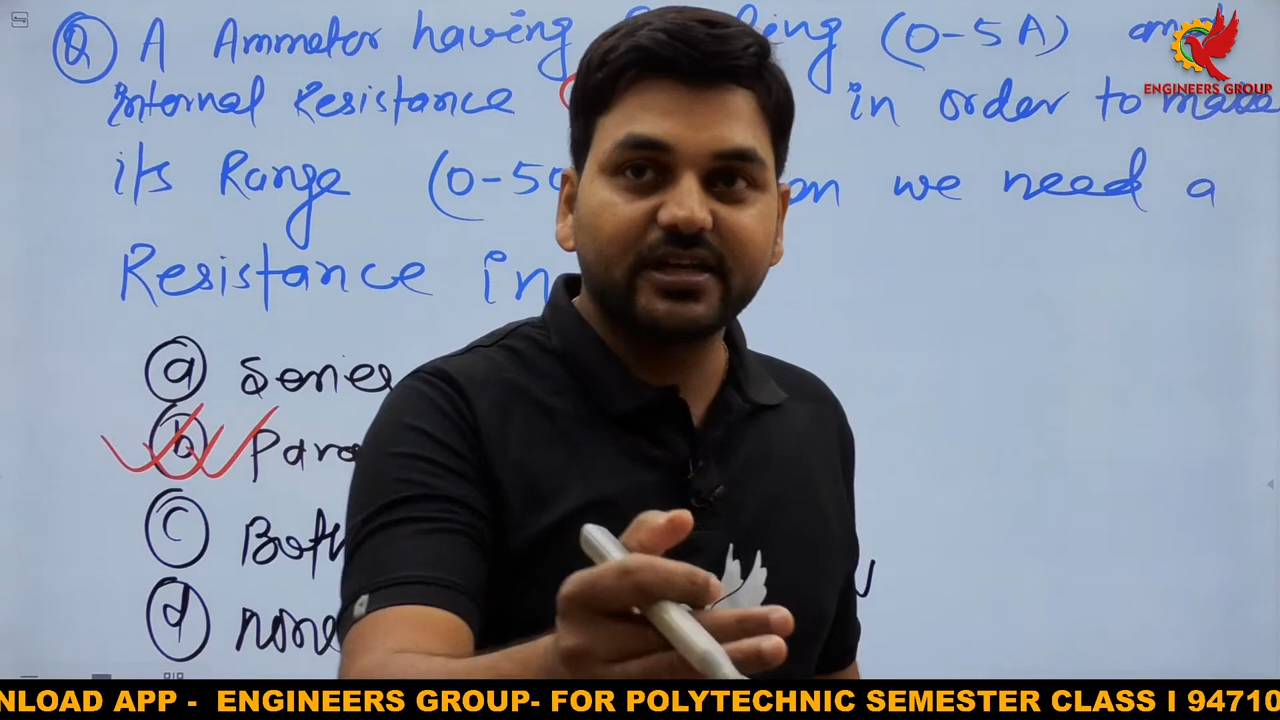 Q A Ammeter having (0-5A)
ENGINEERS GROUP
internal Resistance in order to make
its Range (0-50 we need a
Resistance in
a Series
b Para
c Both
d none
NLOAD APP - ENGINEERS GROUP- FOR POLYTECHNIC SEMESTER CLASS I 94710